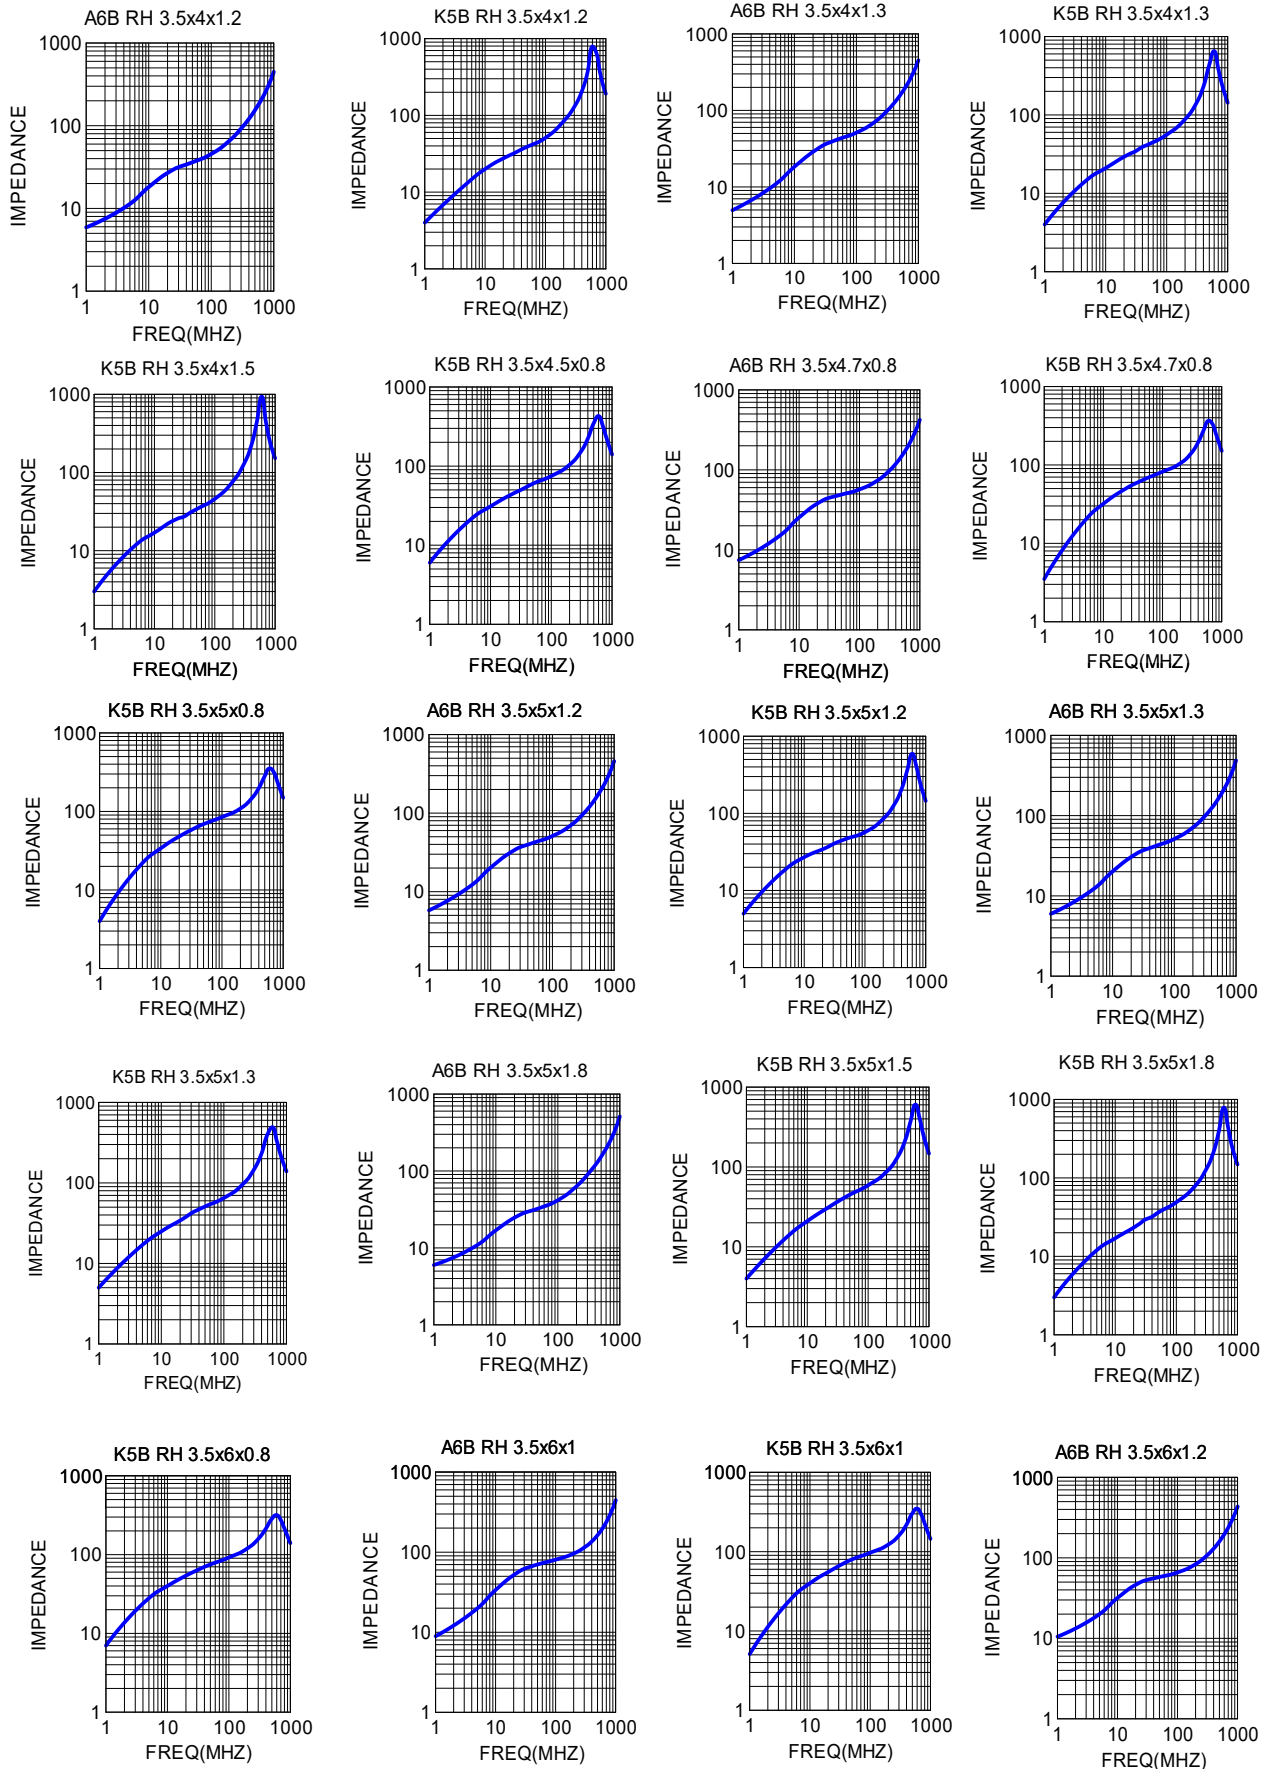 A6B RH 3.5x4x1.2
1000
100
10
1
1 10 100 1000
IMPEDANCE
FREQ(MHZ)
K5B RH 3.5x4x1.2
1000
100
10
1
1 10 100 1000
IMPEDANCE
FREQ(MHZ)
A6B RH 3.5x4x1.3
1000
100
10
1
1 10 100 1000
IMPEDANCE
FREQ(MHZ)
K5B RH 3.5x4x1.3
1000
100
10
1
1 10 100 1000
IMPEDANCE
FREQ(MHZ)
K5B RH 3.5x4x1.5
1000
100
10
1
1 10 100 1000
IMPEDANCE
FREQ(MHZ)
K5B RH 3.5x4.5x0.8
1000
100
10
1
1 10 100 1000
IMPEDANCE
FREQ(MHZ)
A6B RH 3.5x4.7x0.8
1000
100
10
1
1 10 100 1000
IMPEDANCE
FREQ(MHZ)
K5B RH 3.5x4.7x0.8
1000
100
10
1
1 10 100 1000
IMPEDANCE
FREQ(MHZ)
K5B RH 3.5x5x0.8
1000
100
10
1
1 10 100 1000
IMPEDANCE
FREQ(MHZ)
A6B RH 3.5x5x1.2
1000
100
10
1
1 10 100 1000
IMPEDANCE
FREQ(MHZ)
K5B RH 3.5x5x1.2
1000
100
10
1
1 10 100 1000
IMPEDANCE
FREQ(MHZ)
A6B RH 3.5x5x1.3
1000
100
10
1
1 10 100 1000
IMPEDANCE
FREQ(MHZ)
K5B RH 3.5x5x1.3
1000
100
10
1
1 10 100 1000
IMPEDANCE
FREQ(MHZ)
A6B RH 3.5x5x1.8
1000
100
10
1
1 10 100 1000
IMPEDANCE
FREQ(MHZ)
K5B RH 3.5x5x1.5
1000
100
10
1
1 10 100 1000
IMPEDANCE
FREQ(MHZ)
K5B RH 3.5x5x1.8
1000
100
10
1
1 10 100 1000
IMPEDANCE
FREQ(MHZ)
K5B RH 3.5x6x0.8
1000
100
10
1
1 10 100 1000
IMPEDANCE
FREQ(MHZ)
A6B RH 3.5x6x1
1000
100
10
1
1 10 100 1000
IMPEDANCE
FREQ(MHZ)
K5B RH 3.5x6x1
1000
100
10
1
1 10 100 1000
IMPEDANCE
FREQ(MHZ)
A6B RH 3.5x6x1.2
1000
100
10
1
1 10 100 1000
IMPEDANCE
FREQ(MHZ)